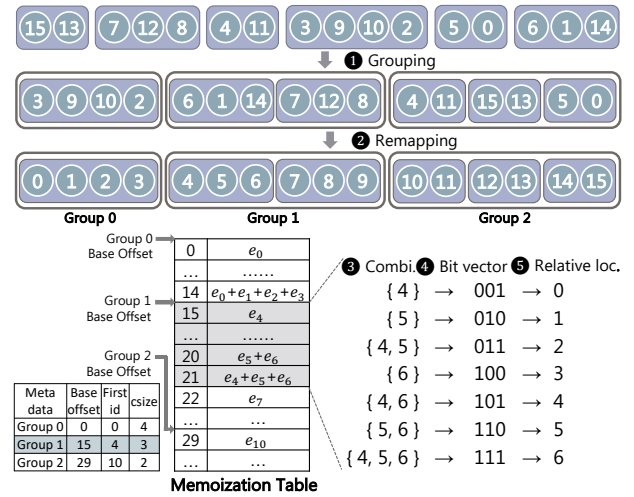 15 13 7 12 8 4 11 3 9 10 2 5 0 6 1 14
❶ Grouping
3 9 10 2 6 1 14 7 12 8 4 11 15 13 5 0
❷ Remapping
0 1 2 3 4 5 6 7 8 9 10 11 12 13 14 15
Group 0 Group 1 Group 2
Group 0
Base Offset
Group 1
Base Offset
Group 2
Base Offset
0 e0
... ......
14 e0+e1+e2+e3
15 e4
... ......
20 e5+e6
21 e4+e5+e6
22 e7
... ...
29 e10
... ...
Memoization Table
Meta data Base offset First id csize
Group 0 0 0 4
Group 1 15 4 3
Group 2 29 10 2
❸ Combi. ❹ Bit vector ❺ Relative loc.
{ 4 } → 001 → 0
{ 5 } → 010 → 1
{ 4, 5 } → 011 → 2
{ 6 } → 100 → 3
{ 4, 6 } → 101 → 4
{ 5, 6 } → 110 → 5
{ 4, 5, 6 } → 111 → 6